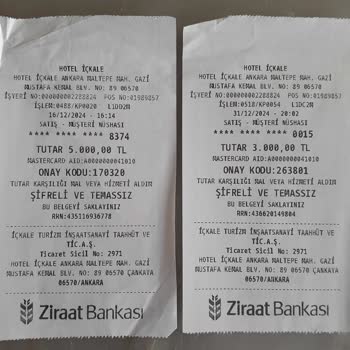 HOTEL İÇKALE
HOTEL İÇKALE ANKARA MALTEPE MAH. GAZİ
MUSTAFA KEMAL BLV. NO: 89 06570
İŞYERİ NO:000000002288824 POS NO:01989857
İŞLEM:0488/KP0020 L1DC2N
16/12/2024 - 16:14
SATIŞ - MÜŞTERİ NÜSHASI
**** **** **** 8374
TUTAR 5.000,00 TL
MASTERCARD AID:A0000000041010
ONAY KODU:170320
TUTAR KARŞILIĞI MAL VEYA HİZMETİ ALDIM
ŞİFRELİ VE TEMASSIZ
BU BELGEYİ SAKLAYINIZ
RRN:435116936778
İÇKALE TURİZM İNŞAATSANAYİ TAAHHÜT VE
TİC.A.Ş.
Ticaret Sicil No: 2971
HOTEL İÇKALE ANKARA MALTEPE MAH. GAZİ
MUSTAFA KEMAL BLV. NO: 89 06570 ÇANKAYA
06570/ANKARA
Ziraat Bankası
HOTEL İÇKALE
HOTEL İÇKALE ANKARA MALTEPE MAH. GAZİ
MUSTAFA KEMAL BLV. NO: 89 06570
İŞYERİ NO:000000002288824 POS NO:01989857
İŞLEM:0518/KP0054 L1DC2N
31/12/2024 - 20:02
SATIŞ - MÜŞTERİ NÜSHASI
**** **** **** 0015
TUTAR 3.000,00 TL
MASTERCARD AID:A0000000041010
ONAY KODU:263801
TUTAR KARŞILIĞI MAL VEYA HİZMETİ ALDIM
ŞİFRELİ VE TEMASSIZ
BU BELGEYİ SAKLAYINIZ
RRN:436620149804
İÇKALE TURİZM İNŞAATSANAYİ TAAHHÜT VE
TİC.A.Ş.
Ticaret Sicil No: 2971
HOTEL İÇKALE ANKARA MALTEPE MAH. GAZİ
MUSTAFA KEMAL BLV. NO: 89 06570 ÇANKAYA
06570/ANKARA
Ziraat Bankası